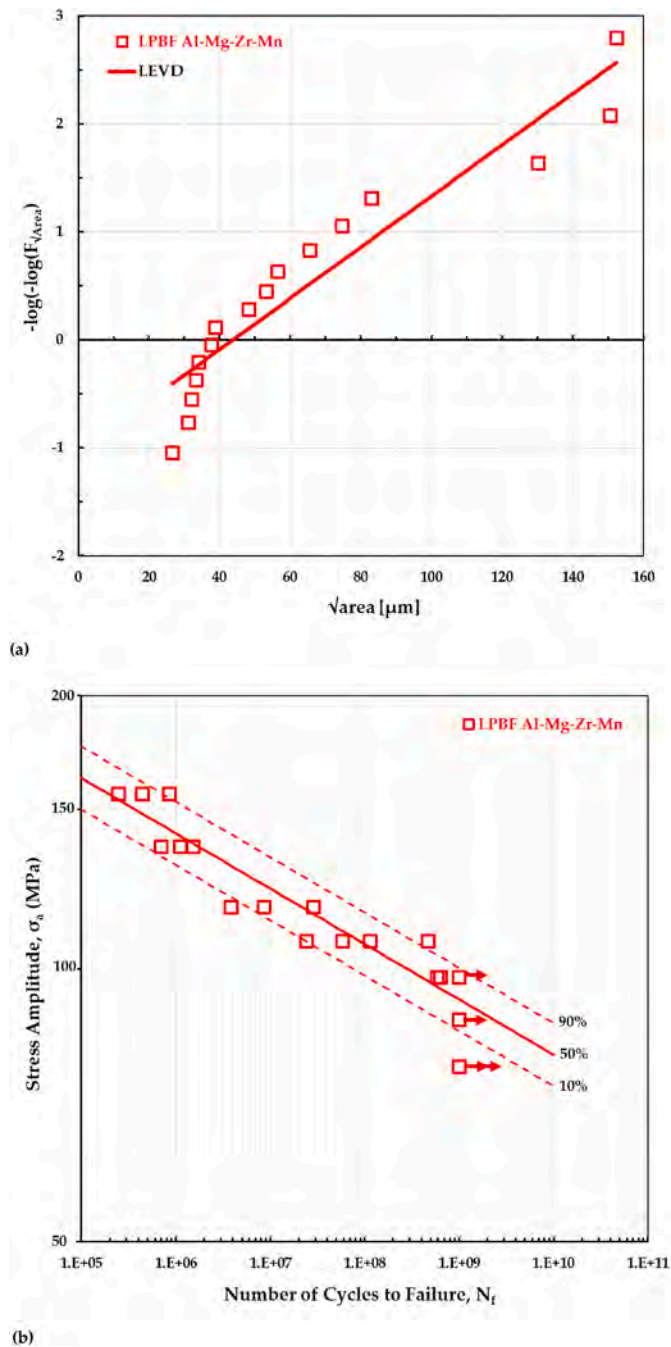 -3
LPBF Al-Mg-Zr-Mn
LEVD
2
1
0
-1
-2
-log(-log(F√Area)
0
20
40
60
80
100
120
140
160
√area [µm]
(a)
200
LPBF Al-Mg-Zr-Mn
150
100
50
Stress Amplitude, σa (MPa)
90%
50%
10%
1.E+05
1.E+06
1.E+07
1.E+08
1.E+09
1.E+10
1.E+11
Number of Cycles to Failure, Nf
(b)